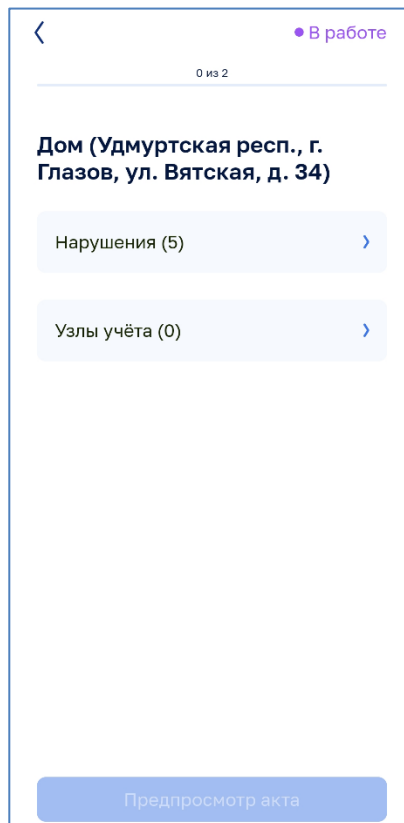 В работе
0 из 2
Дом (Удмуртская респ., г.
Глазов, ул. Вятская, д. 34)
Нарушения (5)
Узлы учёта (0)
Предпросмотр акта